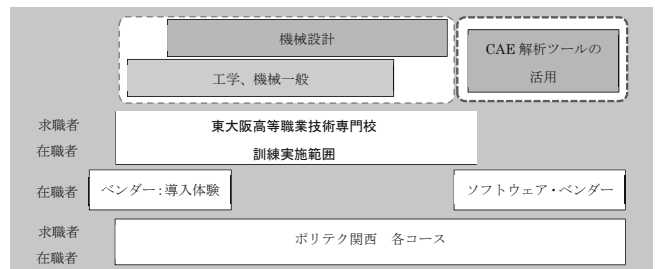 機械設計
CAE 解析ツールの
活用
工学、機械一般
求職者
在職者
東大阪高等職業技術専門校
訓練実施範囲
在職者
ベンダー：導入体験
ソフトウェア・ベンダー
求職者
在職者
ポリテク関西　各コース